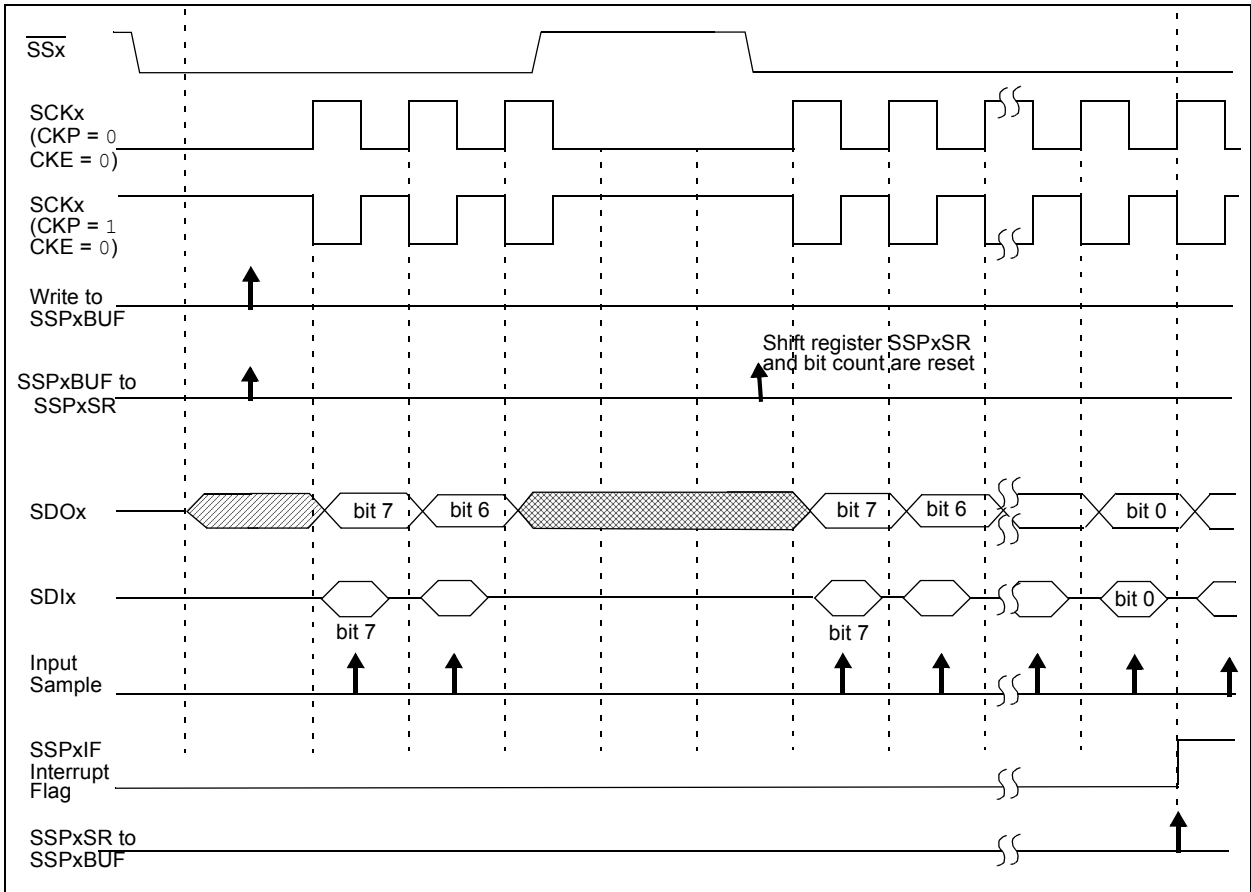 SSx
SCKx
(CKP = 0
CKE = 0)
SCKx
(CKP = 1
CKE = 0)
Write to
SSPxBUF
Shift register SSPxSR
and bit count are reset
SSPxBUF to
SSPxSR
SDOx
bit 7
bit 6
bit 7
bit 6
bit 0
SDIx
bit 0
bit 7
bit 7
Input
Sample
SSPxIF
Interrupt
Flag
SSPxSR to
SSPxBUF